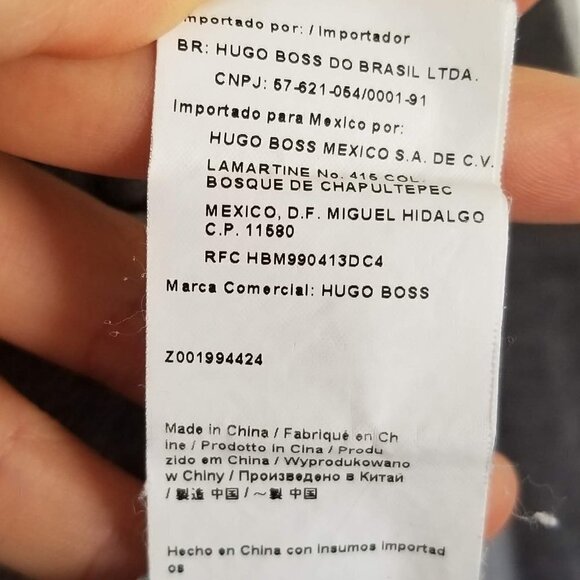 Importado por: / Importador
BR: HUGO BOSS DO BRASIL LTDA.
CNPJ: 57-621-054/0001-91
Importado para Mexico por:
HUGO BOSS MEXICO S.A. DE C.V.
LAMARTINE No. 416 COL.
BOSQUE DE CHAPULTEPEC
MEXICO, D.F. MIGUEL HIDALGO
C.P. 11580
RFC HBM990413DC4
Marca Comercial: HUGO BOSS
Z001994424
Made in China / Fabriqué en Ch
ine / Prodotto in Cina / Produ
zido em China / Wyprodukowano
w Chiny / Произведено в Китай
/ 製造 中国 / ～製 中国
Hecho en China con insumos importad
os